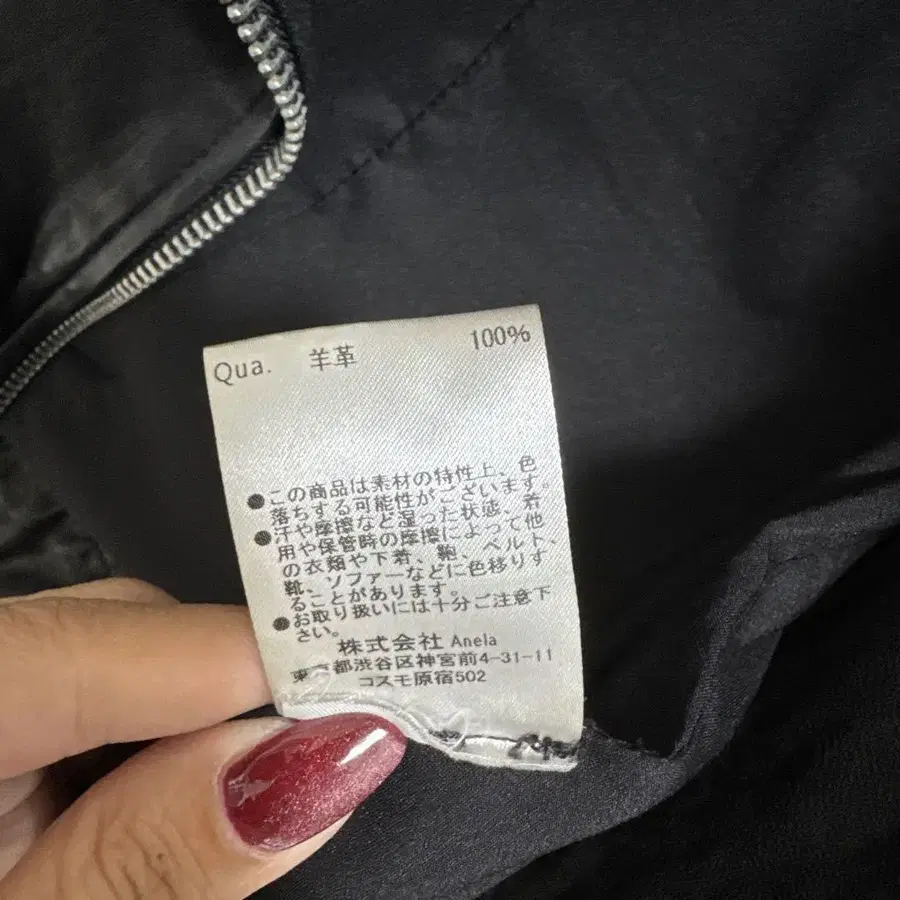 Qua. 羊革 100%
●この商品は素材の特性上、色
落ちする可能性がございます。
●汗や摩擦など湿った状態、着
用や保管時の摩擦によって他
の衣類や下着、鞄、ベルト、
靴、ソファーなどに色移りす
ることがあります。
●お取り扱いには十分ご注意下
さい。
株式会社 Anela
東京都渋谷区神宮前4-31-11
コスモ原宿502